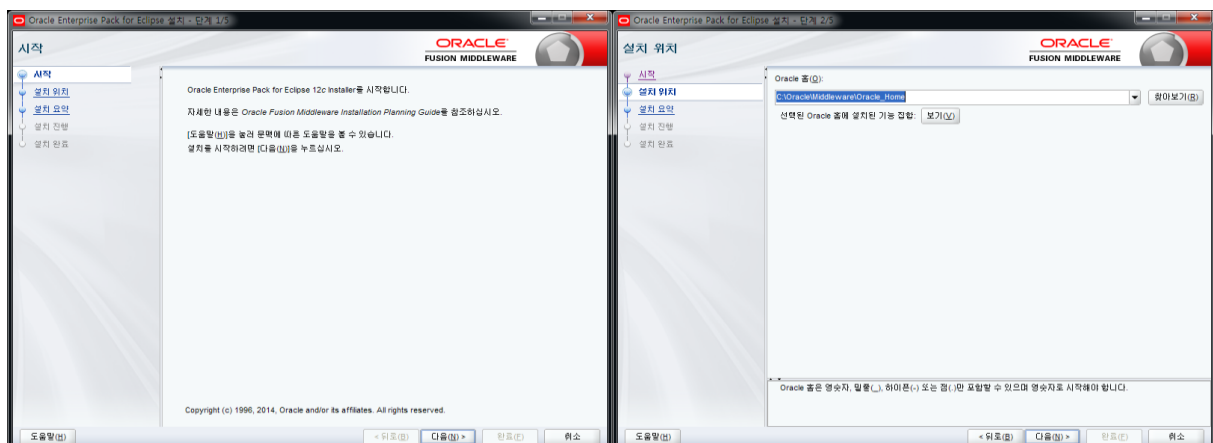 Oracle Enterprise Pack for Eclipse 설치 - 단계 1/5
시작
ORACLE
FUSION MIDDLEWARE
시작
설치 위치
설치 요약
설치 진행
설치 완료
Oracle Enterprise Pack for Eclipse 12c Installer를 시작합니다.
자세한 내용은 Oracle Fusion Middleware Installation Planning Guide를 참조하십시오.
[도움말(H)]을 눌러 문맥에 따른 도움말을 볼 수 있습니다.
설치를 시작하려면 [다음(N)]을 누르십시오.
Copyright (c) 1996, 2014, Oracle and/or its affiliates. All rights reserved.
도움말(H)
< 뒤로(B)
다음(N) >
완료(F)
취소
Oracle Enterprise Pack for Eclipse 설치 - 단계 2/5
설치 위치
ORACLE
FUSION MIDDLEWARE
시작
설치 위치
설치 요약
설치 진행
설치 완료
Oracle 홈(O):
C:\Oracle\Middleware\Oracle_Home
찾아보기(R)
선택된 Oracle 홈에 설치된 기능 집합:
보기(V)
Oracle 홈은 영숫자, 밑줄(_), 하이픈(-) 또는 점(.)만 포함할 수 있으며 영숫자로 시작해야 합니다.
도움말(H)
< 뒤로(B)
다음(N) >
완료(F)
취소